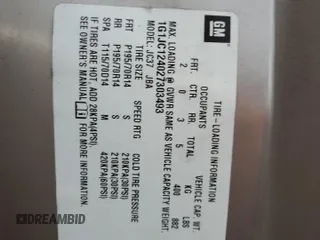 GM
TIRE-LOADING INFORMATION
OCCUPANTS VEHICLE CAP. WT.
FRT. CTR. RR. TOTAL KG LBS
2 0 3 5 400 882
MAX. LOADING @ GVWR SAME AS VEHICLE CAPACITY WEIGHT.
1G1JC124027303493
MODEL: JC37 JBA
TIRE SIZE SPEED RTG COLD TIRE PRESSURE
FRT P195/70R14 S 210KPA(30PSI)
RR P195/70R14 S 210KPA(30PSI)
SPA T115/70D14 M 420KPA(60PSI)
IF TIRES ARE HOT, ADD 28KPA(4PSI).
SEE OWNER'S MANUAL FOR MORE INFORMATION.
DREAMBID